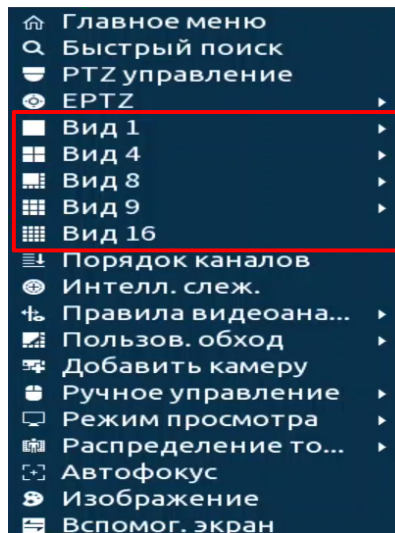 Главное меню
Быстрый поиск
PTZ управление
EPTZ
Вид 1
Вид 4
Вид 8
Вид 9
Вид 16
Порядок каналов
Интелл. слеж.
Правила видеоана...
Пользов. обход
Добавить камеру
Ручное управление
Режим просмотра
Распределение то...
Автофокус
Изображение
Вспомог. экран